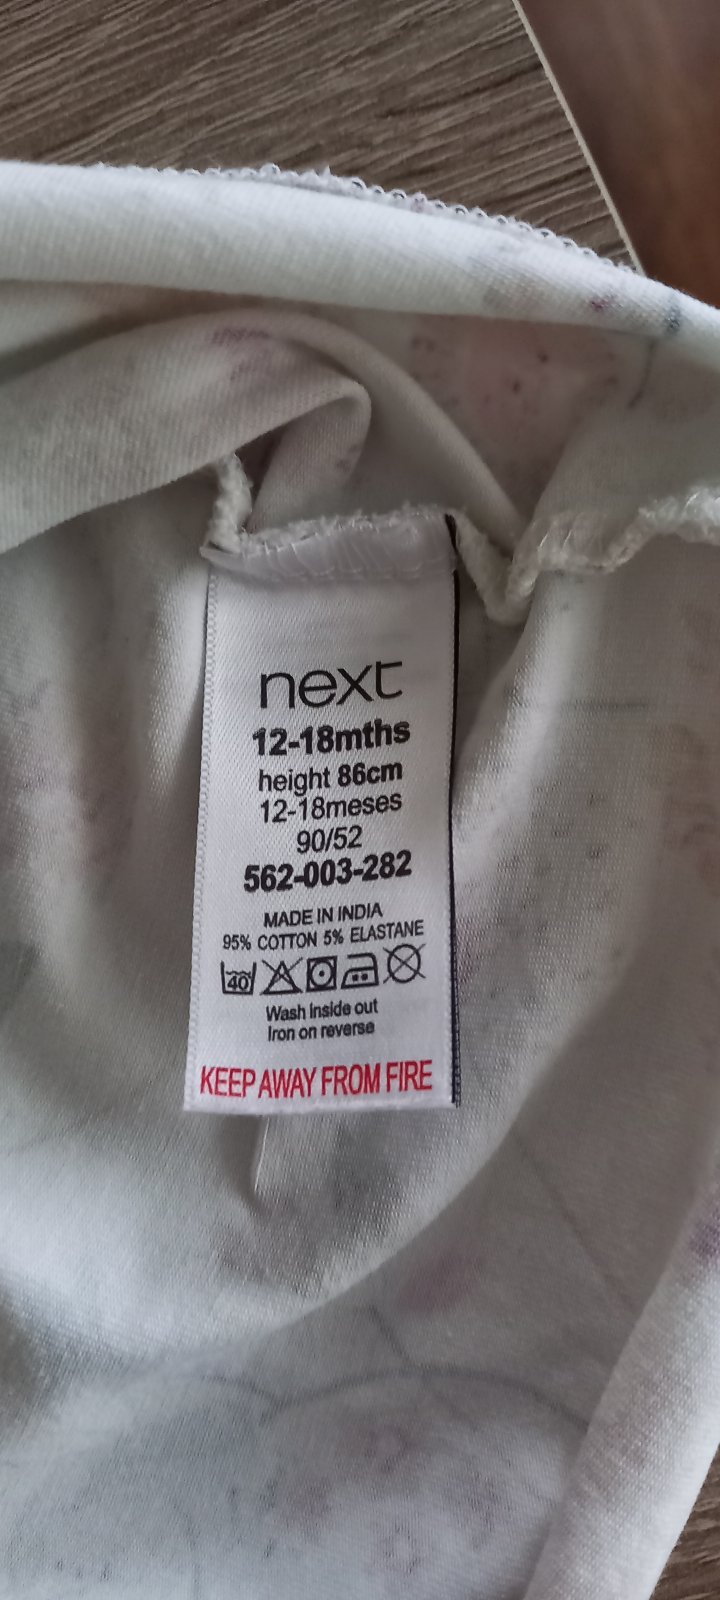 next
12-18mths
height 86cm
12-18meses
90/52
562-003-282
MADE IN INDIA
95% COTTON 5% ELASTANE
40
Wash inside out
Iron on reverse
KEEP AWAY FROM FIRE